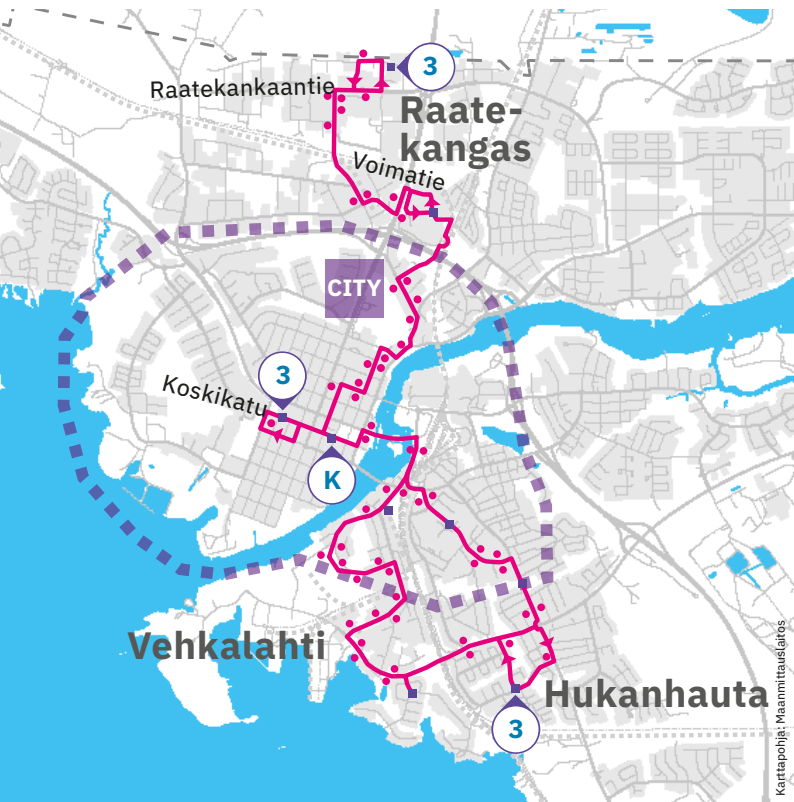 3
Raatekankaantie
Raate-
kangas
Voimatie
CITY
3
Koskikatu
K
Vehkalahti
Hukanhauta
3
Karttapohja: Maanmittauslaitos